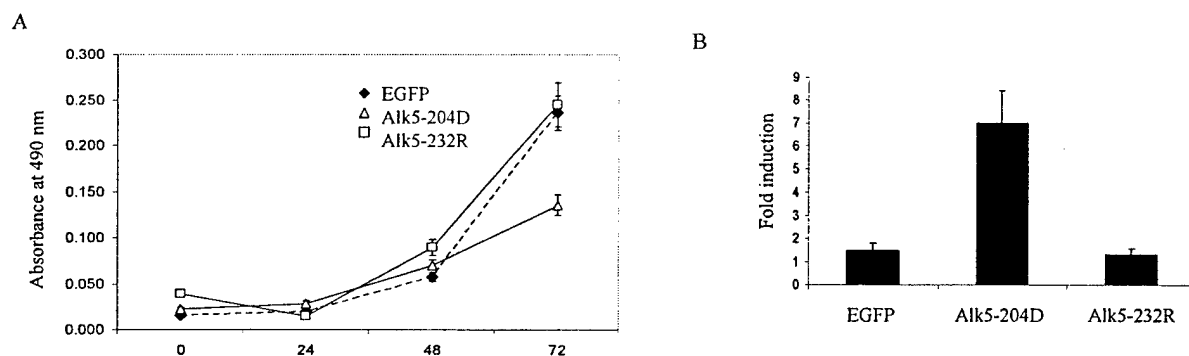 A
Absorbance at 490 nm
0.300
0.250
0.200
0.150
0.100
0.050
0.000
EGFP
Alk5-204D
Alk5-232R
0 24 48 72
B
Fold induction
9
8
7
6
5
4
3
2
1
0
EGFP Alk5-204D Alk5-232R